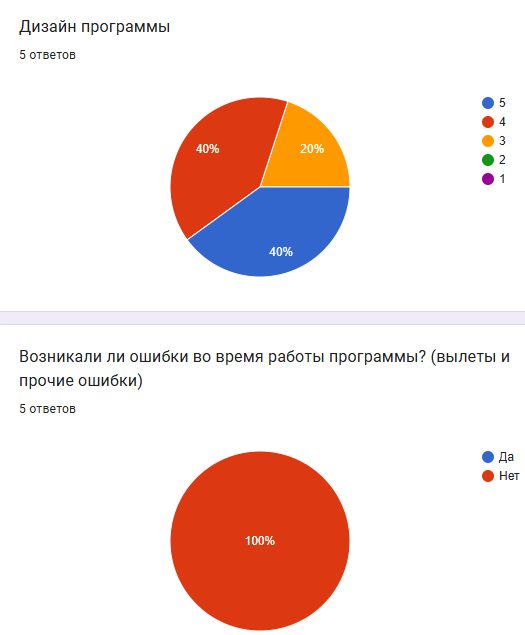 Дизайн программы
5 ответов
5
4
3
2
1
40%
20%
40%
Возникали ли ошибки во время работы программы? (вылеты и
прочие ошибки)
5 ответов
Да
Нет
100%